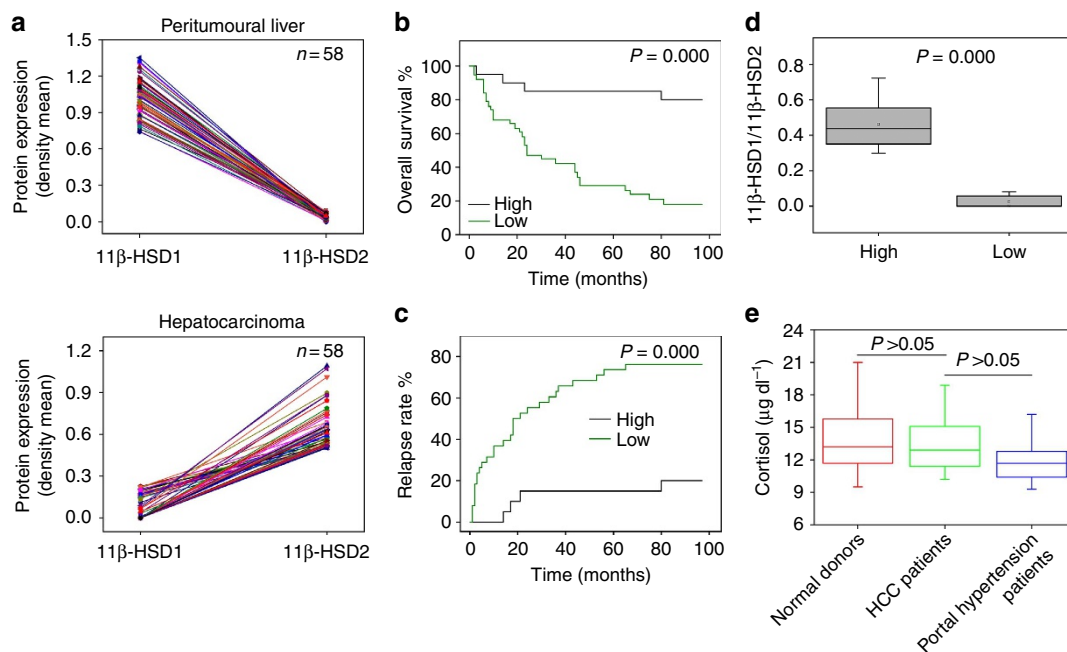 a
Peritumoural liver
n=58
1.5
1.2
0.9
1.3
0.3
0.0
Protein expression
(density mean)
11β-HSD1
11β-HSD2
Hepatocarcinoma
n=58
1.2
0.9
0.6
0.3
0.0
Protein expression
(density mean)
11β-HSD1
11β-HSD2
b
P = 0.000
100
80
60
40
20
0
Overall survival %
High
Low
0
20
40
60
80
100
Time (months)
c
P = 0.000
80
60
40
20
0
Relapse rate %
High
Low
0
20
40
60
80
100
Time (months)
d
P = 0.000
0.8
0.6
0.4
0.2
0.0
11β-HSD1/11β-HSD2
High
Low
e
24
21
18
15
12
9
6
P >0.05
P >0.05
Cortisol (μg dl⁻¹)
Normal donors
HCC patients
Portal hypertension
patients